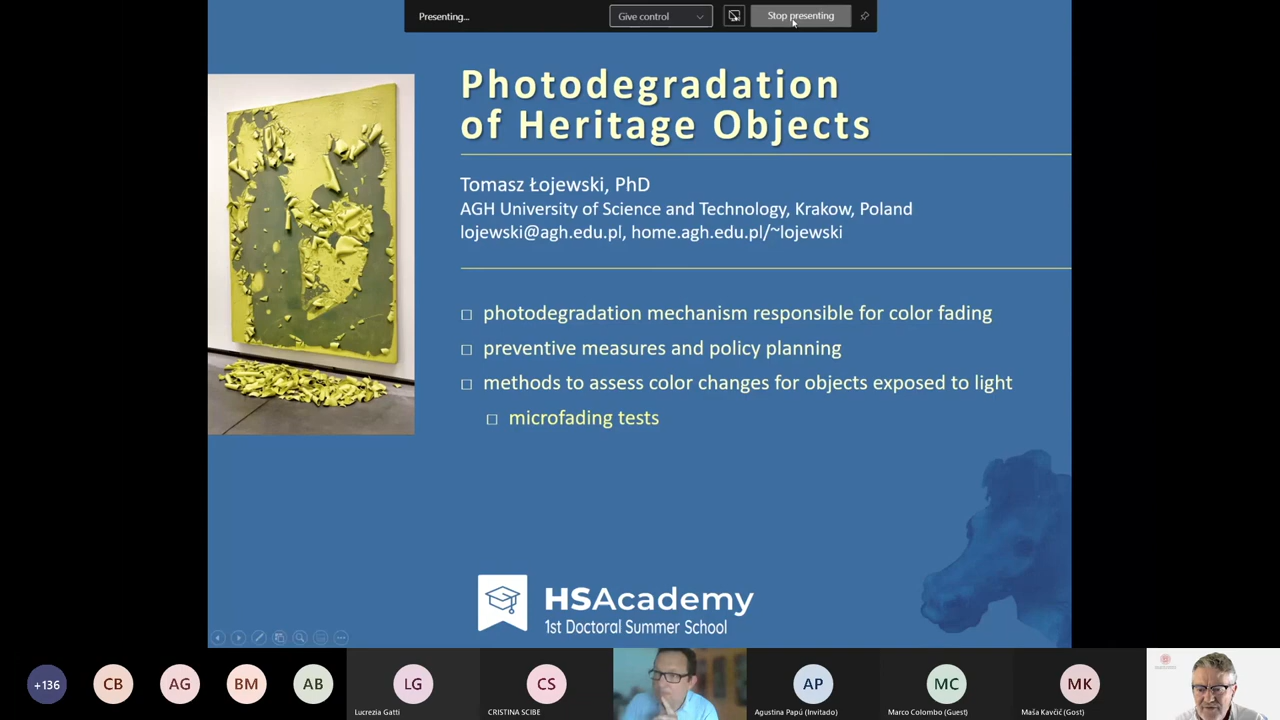 Presenting...
Give control
Stop presenting
Photodegradation
of Heritage Objects
Tomasz Łojewski, PhD
AGH University of Science and Technology, Krakow, Poland
lojewski@agh.edu.pl, home.agh.edu.pl/~lojewski
photodegradation mechanism responsible for color fading
preventive measures and policy planning
methods to assess color changes for objects exposed to light
microfading tests
HSAcademy
1st Doctoral Summer School
+136
CB
AG
BM
AB
LG
Lucrezia Gatti
CS
CRISTINA SCIBE
AP
Agustina Papú (Invitado)
MC
Marco Colombo (Guest)
MK
Maša Kavčič (Gost)